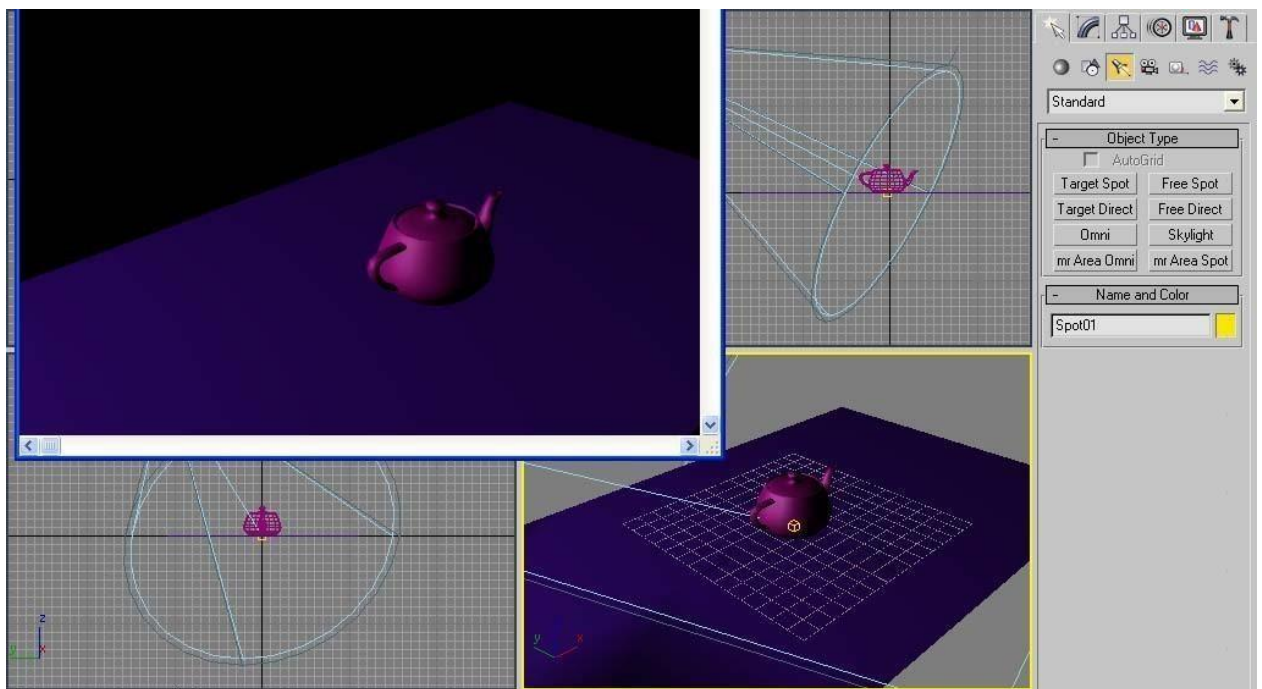 Standard
- Object Type
AutoGrid
Target Spot Free Spot
Target Direct Free Direct
Omni Skylight
mr Area Omni mr Area Spot
- Name and Color
Spot01
z
y x
y x